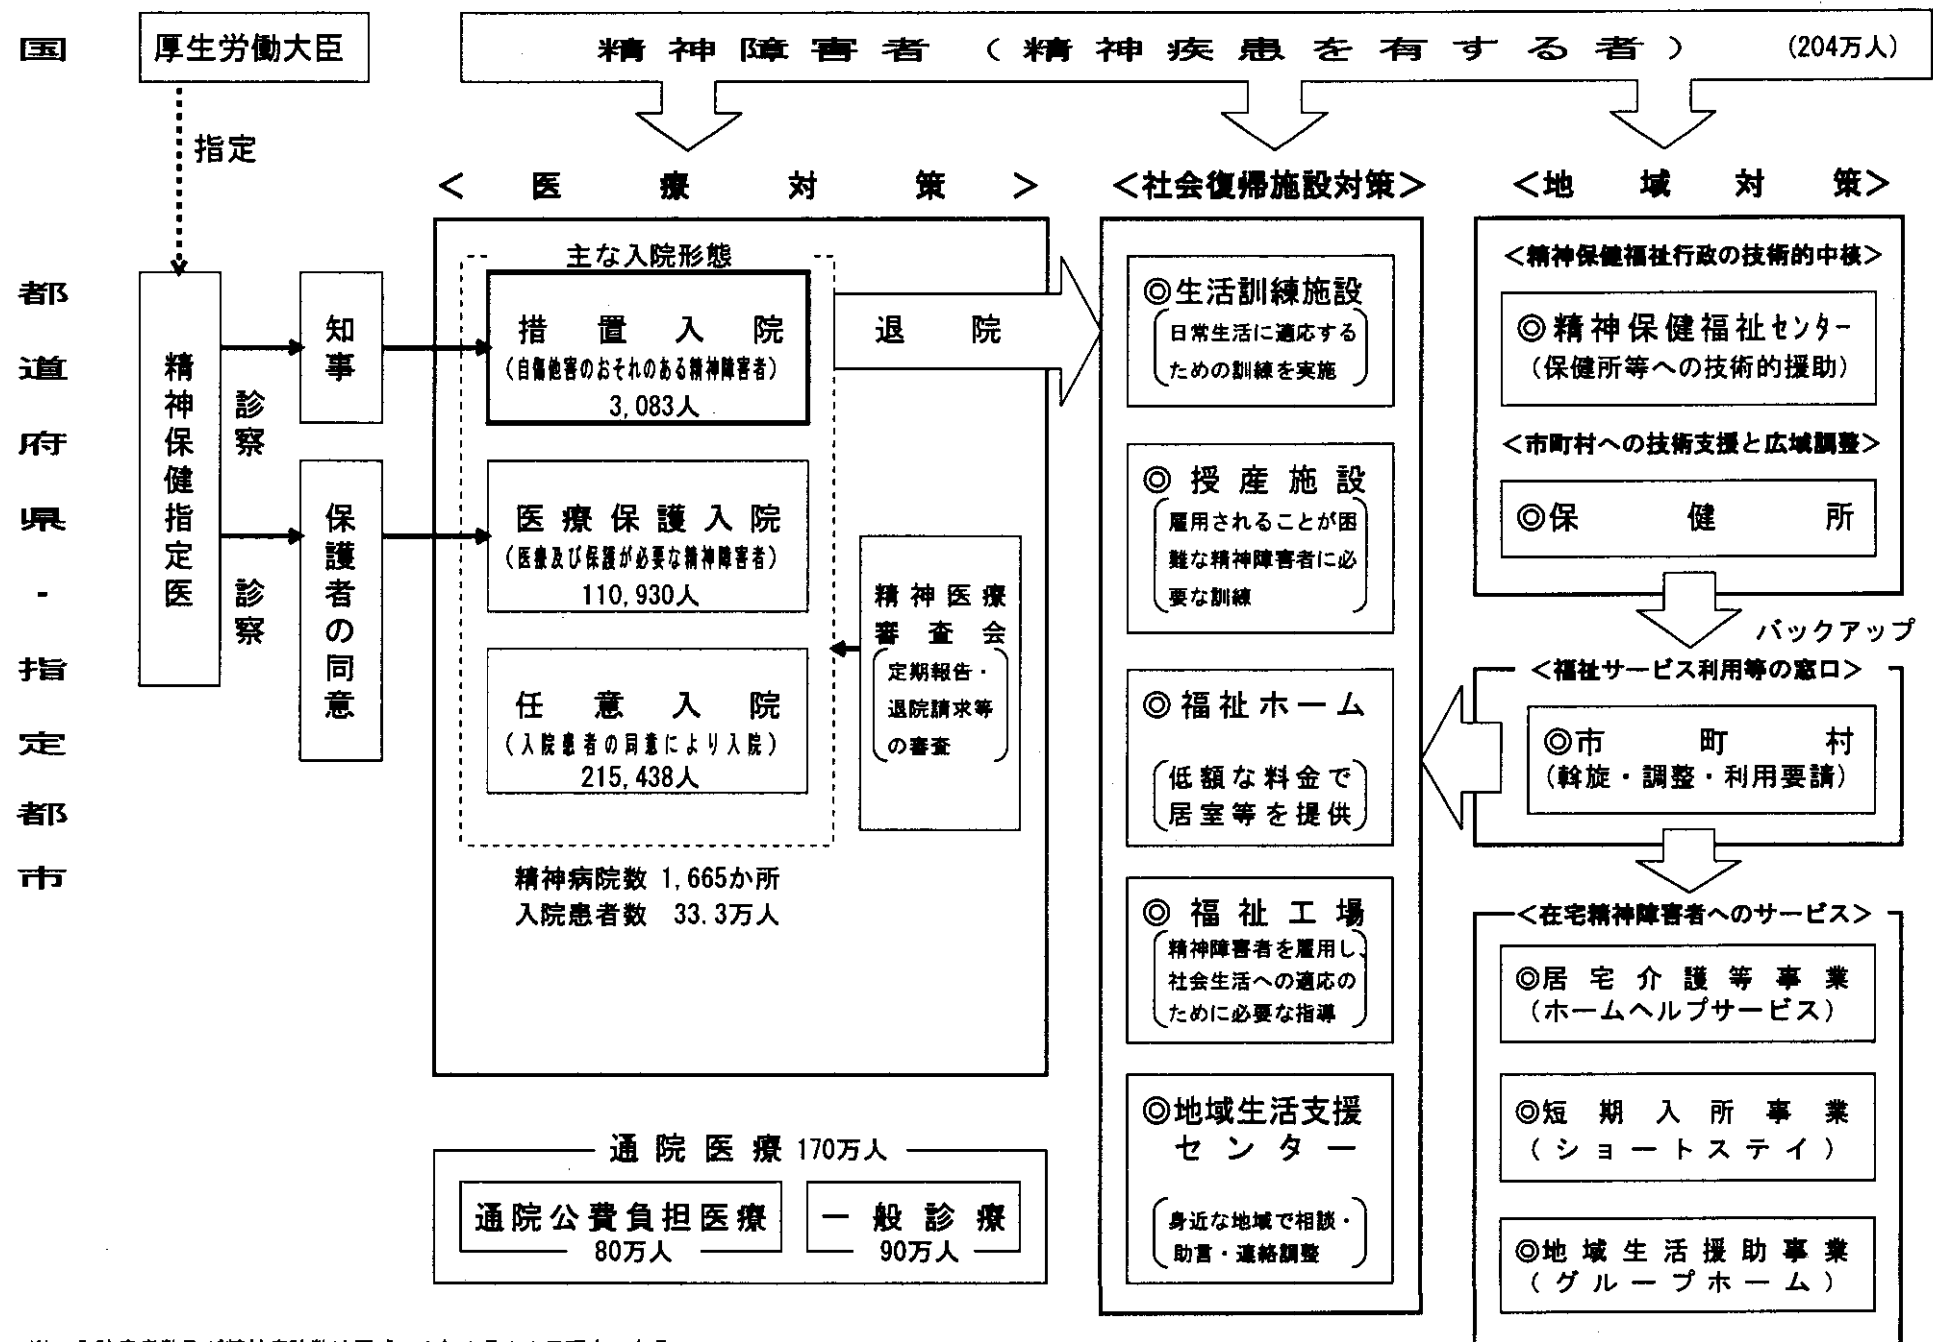 国
厚生労働大臣
精神障害者（精神疾患を有する者） (204万人)
指定
＜医療対策＞
＜社会復帰施設対策＞
＜地域対策＞
都道府県・指定都市
精神保健指定医
診察
診察
知事
保護者の同意
主な入院形態
措置入院
(自傷他害のおそれのある精神障害者)
3,083人
医療保護入院
(医療及び保護が必要な精神障害者)
110,930人
任意入院
(入院患者の同意により入院)
215,438人
退院
精神医療
審査会
定期報告・
退院請求等
の審査
精神病院数 1,665か所
入院患者数 33.3万人
通院医療 170万人
通院公費負担医療
80万人
一般診療
90万人
◎生活訓練施設
日常生活に適応する
ための訓練を実施
◎授産施設
雇用されることが困
難な精神障害者に必
要な訓練
◎福祉ホーム
低額な料金で
居室等を提供
◎福祉工場
精神障害者を雇用し、
社会生活への適応の
ために必要な指導
◎地域生活支援
センター
身近な地域で相談・
助言・連絡調整
＜精神保健福祉行政の技術的中核＞
◎精神保健福祉センター
(保健所等への技術的援助)
＜市町村への技術支援と広域調整＞
◎保健所
バックアップ
＜福祉サービス利用等の窓口＞
◎市町村
(斡旋・調整・利用要請)
＜在宅精神障害者へのサービス＞
◎居宅介護等事業
(ホームヘルプサービス)
◎短期入所事業
(ショートステイ)
◎地域生活援助事業
(グループホーム)